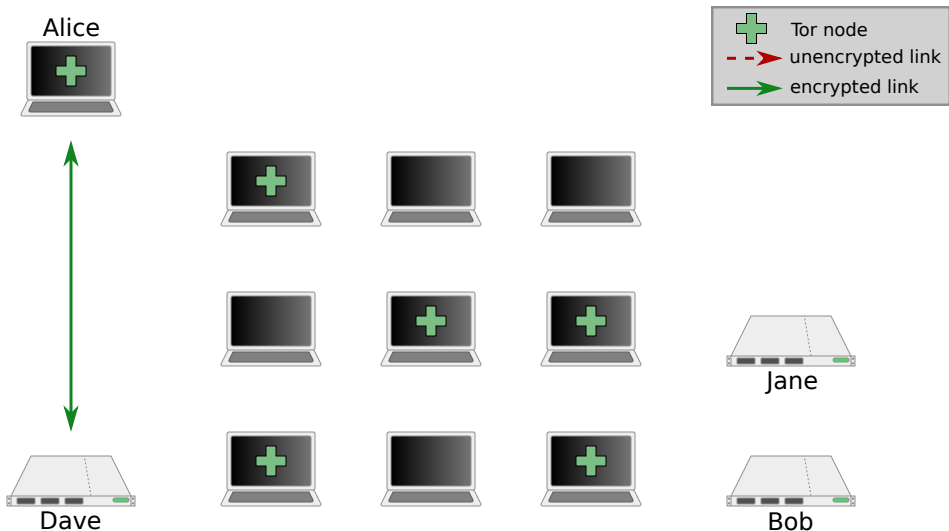 Alice
Tor node
unencrypted link
encrypted link
Jane
Dave
Bob